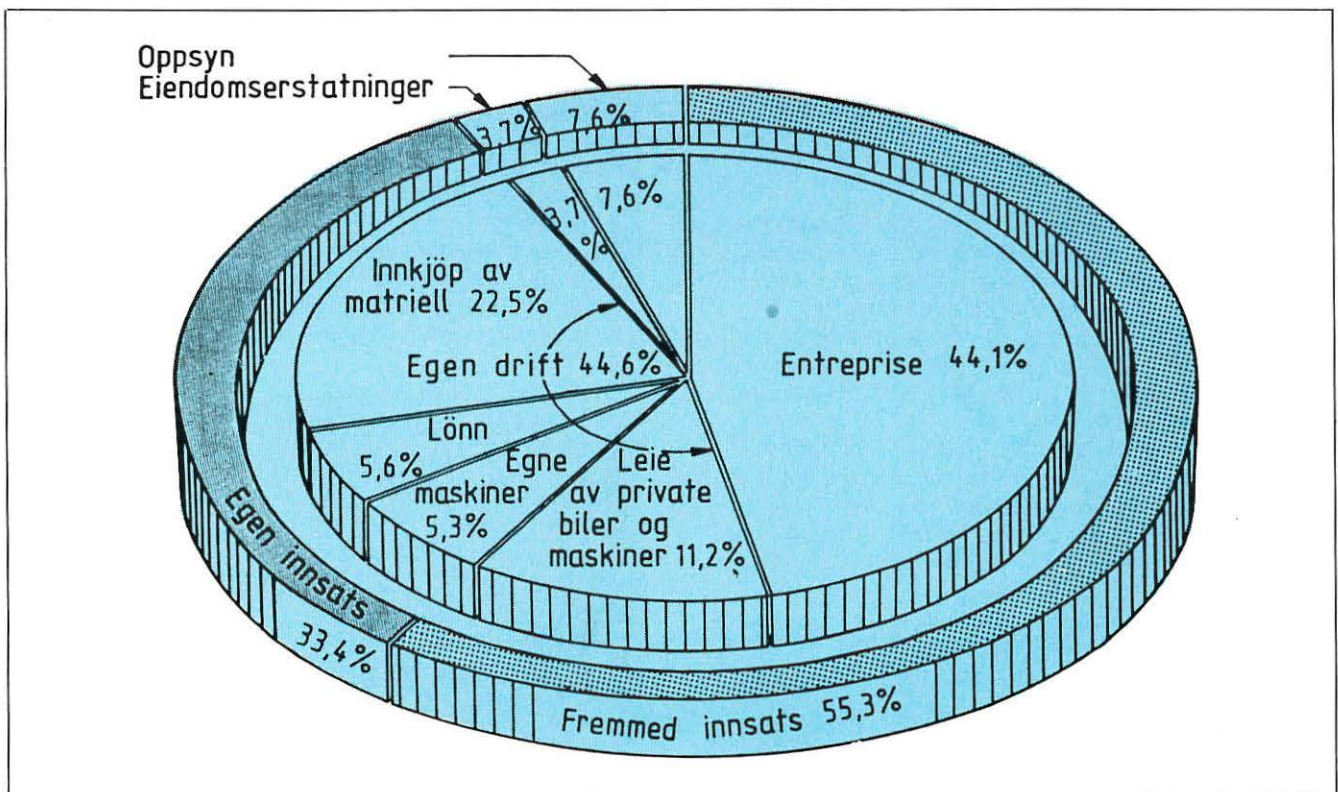 Oppsyn
Eiendomserstatninger
3,7%
7,6%
3,7
%
7,6%
Innkjöp av
matriell 22,5%
Egen drift 44,6%
Entreprise 44,1%
Lönn
5,6%
Egne
maskiner
5,3%
Leie
av private
biler og
maskiner 11,2%
Egen innsats
33,4%
Fremmed innsats 55,3%